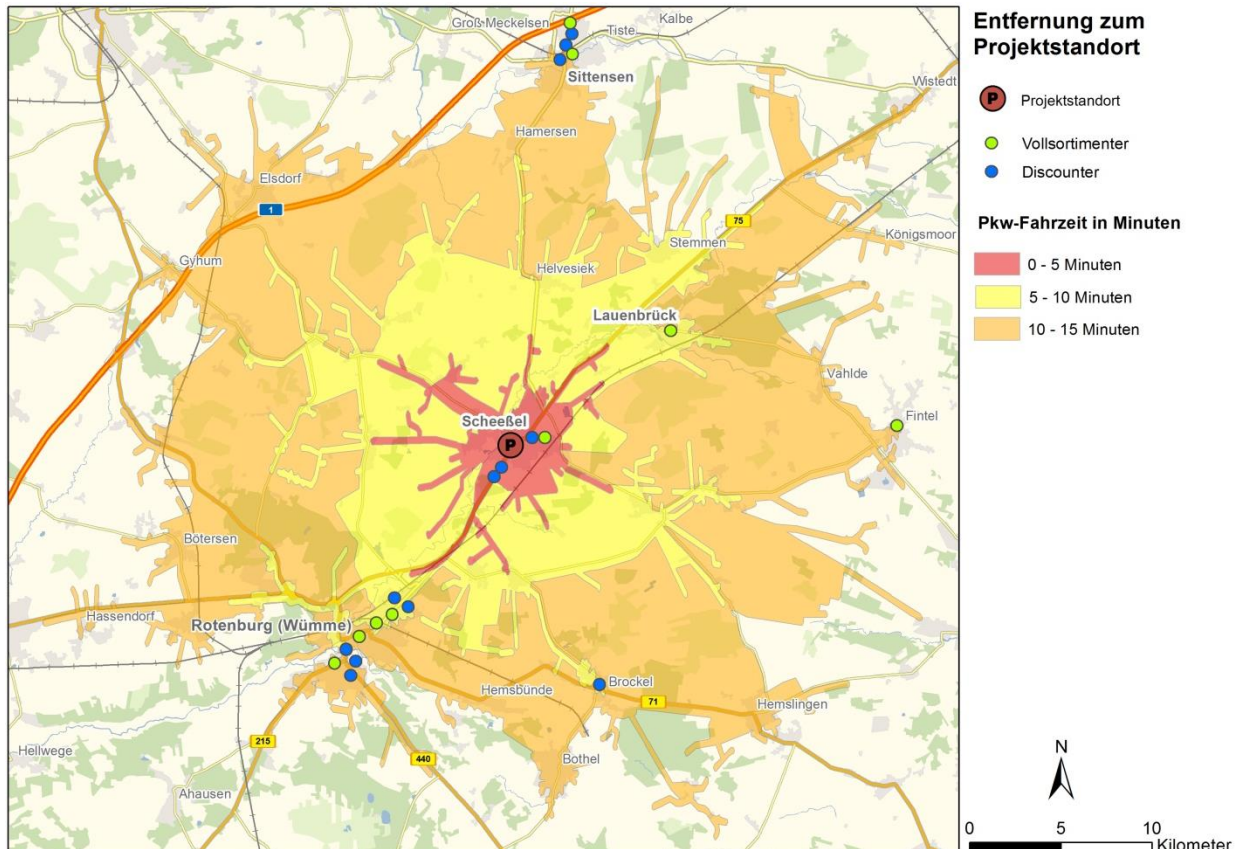 Groß Meckelsen
Kalbe
Tiste
Sittensen
Wistedt
Hamersen
Elsdorf
1
75
Königsmoor
Stemmen
Gyhum
Helvesiek
Lauenbrück
Vahlde
Fintel
Scheeßel
P
Bötersen
Hassendorf
Rotenburg (Wümme)
Hemsbünde
Brockel
71
Hemslingen
Hellwege
215
440
Bothel
Ahausen
Entfernung zum
Projektstandort
P Projektstandort
Vollsortimenter
Discounter
Pkw-Fahrzeit in Minuten
0 - 5 Minuten
5 - 10 Minuten
10 - 15 Minuten
N
0 5 10
Kilometer